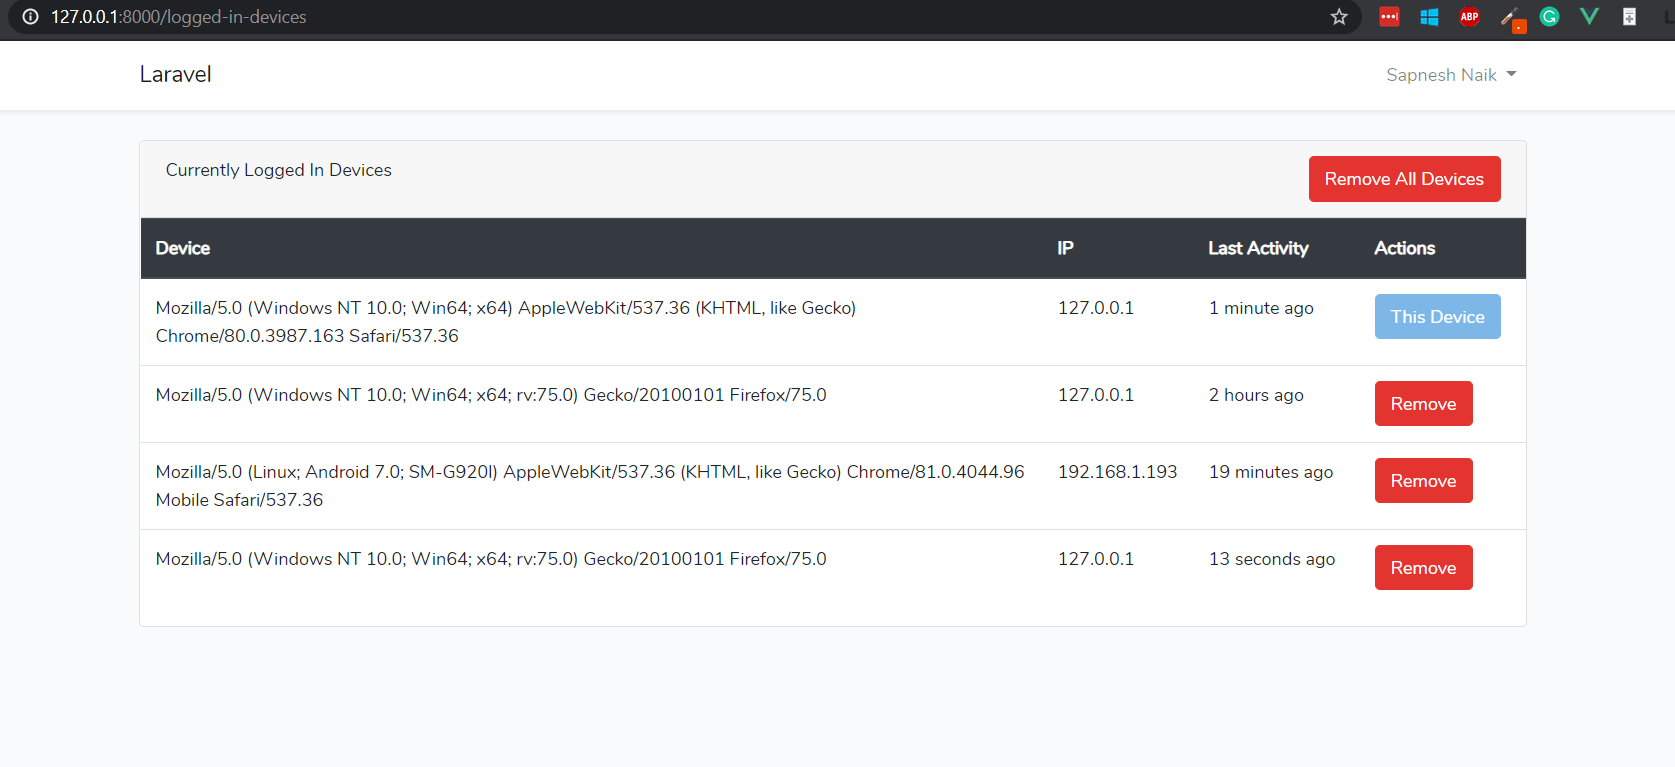 127.0.0.1:8000/logged-in-devices
ABP
Laravel
Sapnesh Naik
Currently Logged In Devices
Remove All Devices
Device IP Last Activity Actions
Mozilla/5.0 (Windows NT 10.0; Win64; x64) AppleWebKit/537.36 (KHTML, like Gecko) 127.0.0.1 1 minute ago This Device
Chrome/80.0.3987.163 Safari/537.36
Mozilla/5.0 (Windows NT 10.0; Win64; x64; rv:75.0) Gecko/20100101 Firefox/75.0 127.0.0.1 2 hours ago Remove
Mozilla/5.0 (Linux; Android 7.0; SM-G920I) AppleWebKit/537.36 (KHTML, like Gecko) Chrome/81.0.4044.96 192.168.1.193 19 minutes ago Remove
Mobile Safari/537.36
Mozilla/5.0 (Windows NT 10.0; Win64; x64; rv:75.0) Gecko/20100101 Firefox/75.0 127.0.0.1 13 seconds ago Remove